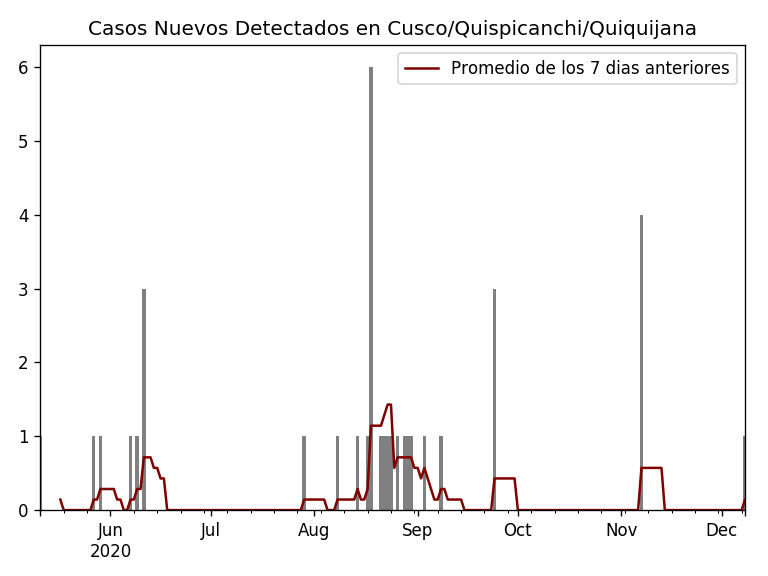 Casos Nuevos Detectados en Cusco/Quispicanchi/Quiquijana
Promedio de los 7 dias anteriores
6
5
4
3
2
1
0
Jun Jul Aug Sep Oct Nov Dec
2020